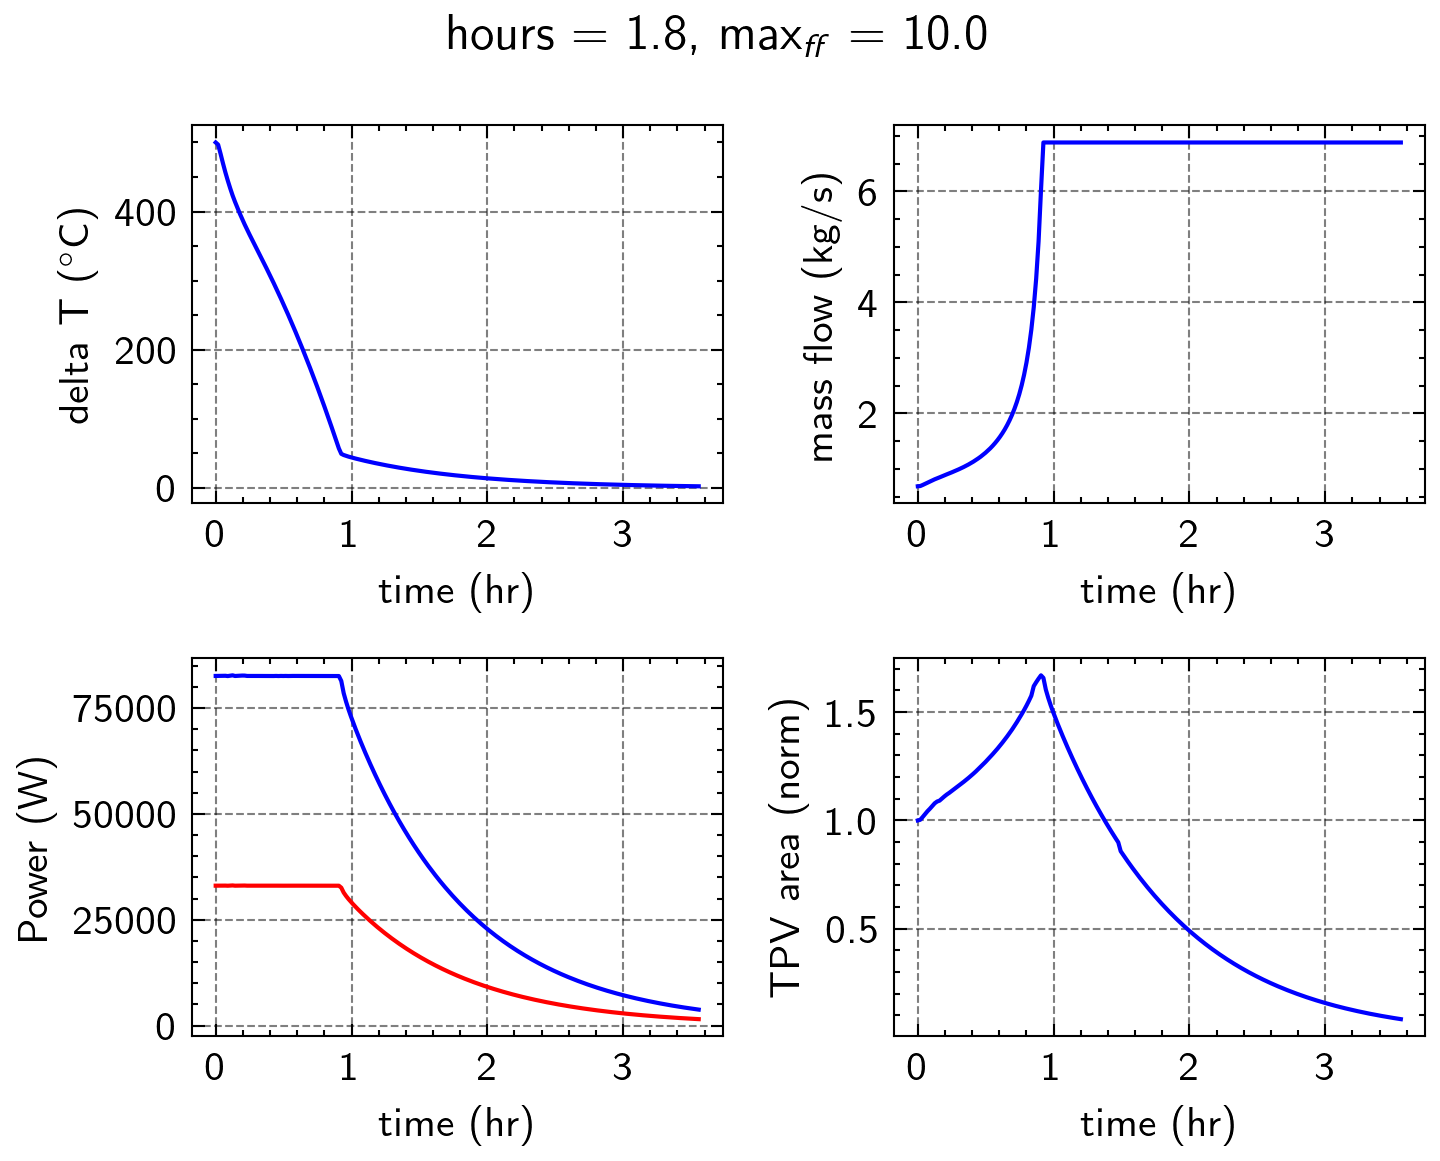 hours = 1.8, max_ff = 10.0
delta T (°C)
400
200
0
0 1 2 3
time (hr)
mass flow (kg/s)
6
4
2
0 1 2 3
time (hr)
Power (W)
75000
50000
25000
0
0 1 2 3
time (hr)
TPV area (norm)
1.5
1.0
0.5
0 1 2 3
time (hr)